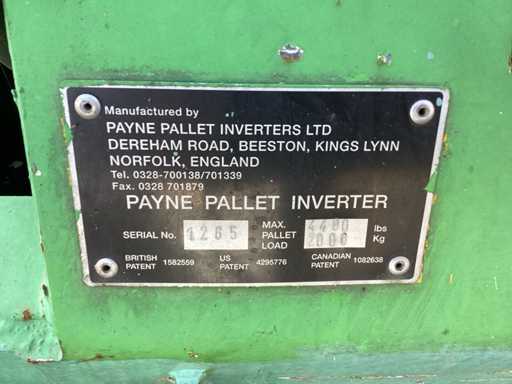 Manufactured by
PAYNE PALLET INVERTERS LTD
DEREHAM ROAD, BEESTON, KINGS LYNN
NORFOLK, ENGLAND
Tel. 0328-700138/701339
Fax. 0328 701879
PAYNE PALLET INVERTER
SERIAL No. 1265 MAX. PALLET LOAD 4400 lbs 2000 Kg
BRITISH PATENT 1582559 US PATENT 4295776 CANADIAN PATENT 1082638